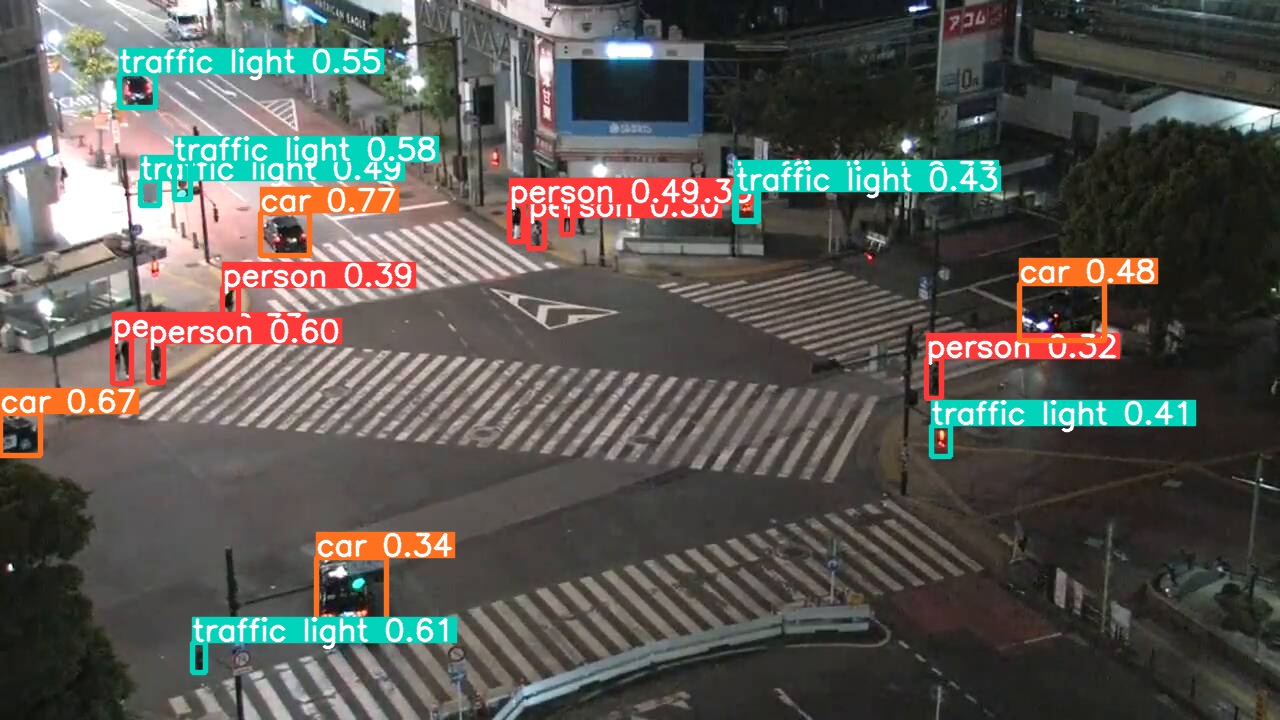 AMERICAN EAGLE
アコム
traffic light 0.55
traffic light 0.58
traffic light 0.49
car 0.77
person 0.49
person 0.30
traffic light 0.43
person 0.39
car 0.48
person 0.60
person 0.32
car 0.67
traffic light 0.41
car 0.34
traffic light 0.61